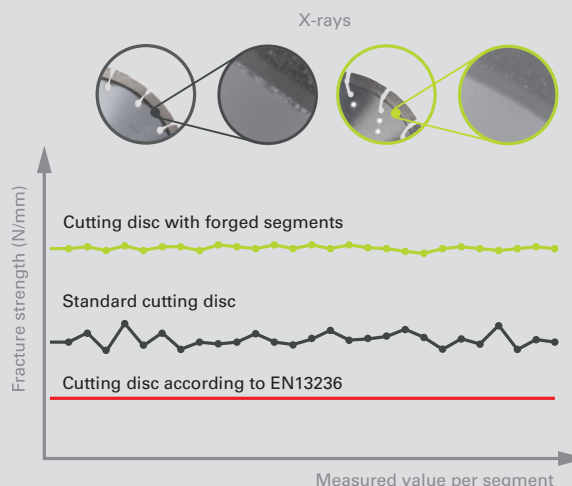 X-rays
Fracture strength (N/mm)
Cutting disc with forged segments
Standard cutting disc
Cutting disc according to EN13236
Measured value per segment